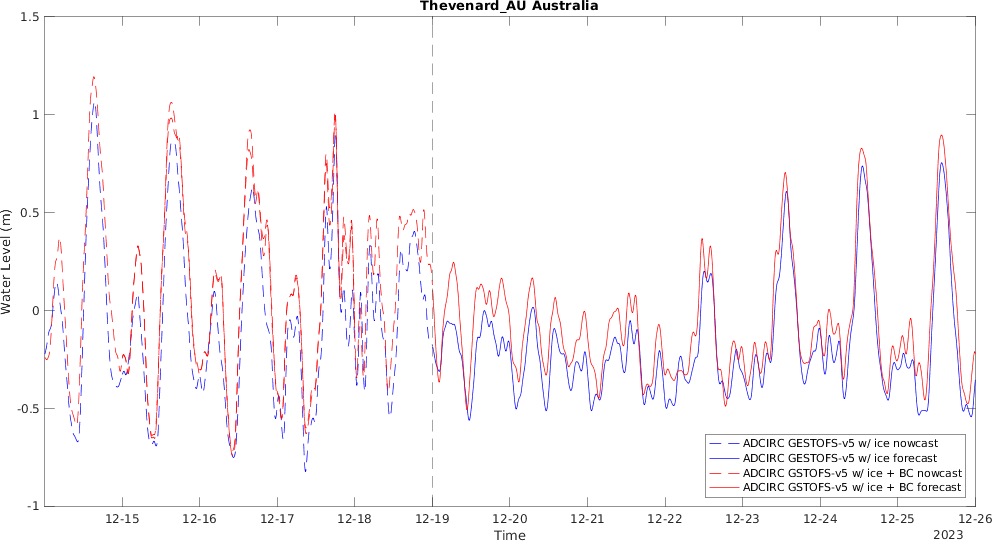 Thevenard_AU Australia
Water Level (m)
1.5
1
0.5
0
-0.5
-1
12-15 12-16 12-17 12-18 12-19 12-20 12-21 12-22 12-23 12-24 12-25 12-26
Time
2023
ADCIRC GESTOFS-v5 w/ ice nowcast
ADCIRC GESTOFS-v5 w/ ice forecast
ADCIRC GSTOFS-v5 w/ ice + BC nowcast
ADCIRC GSTOFS-v5 w/ ice + BC forecast